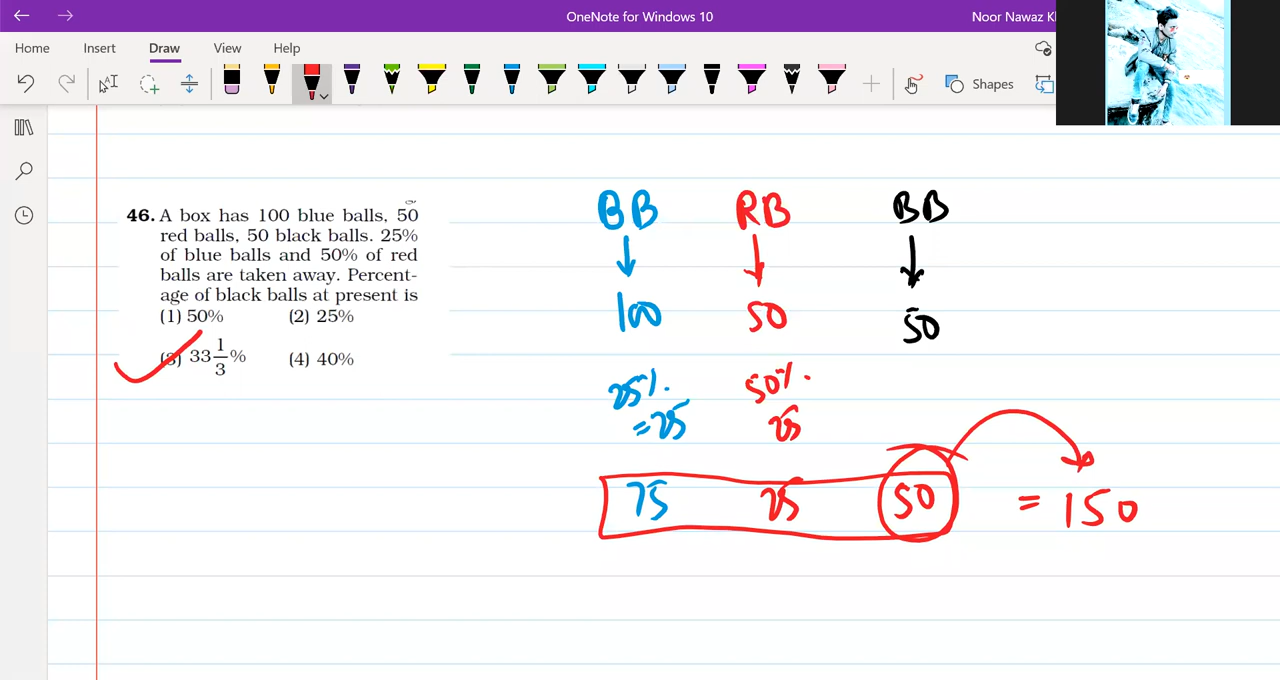 OneNote for Windows 10
Noor Nawaz Kh
Home Insert Draw View Help
Shapes
46. A box has 100 blue balls, 50
red balls, 50 black balls. 25%
of blue balls and 50% of red
balls are taken away. Percent-
age of black balls at present is
(1) 50% (2) 25%
(3) 33 1/3 % (4) 40%
BB RB BB
100 50 50
25% 50%
= 25 25
75 25 50 = 150